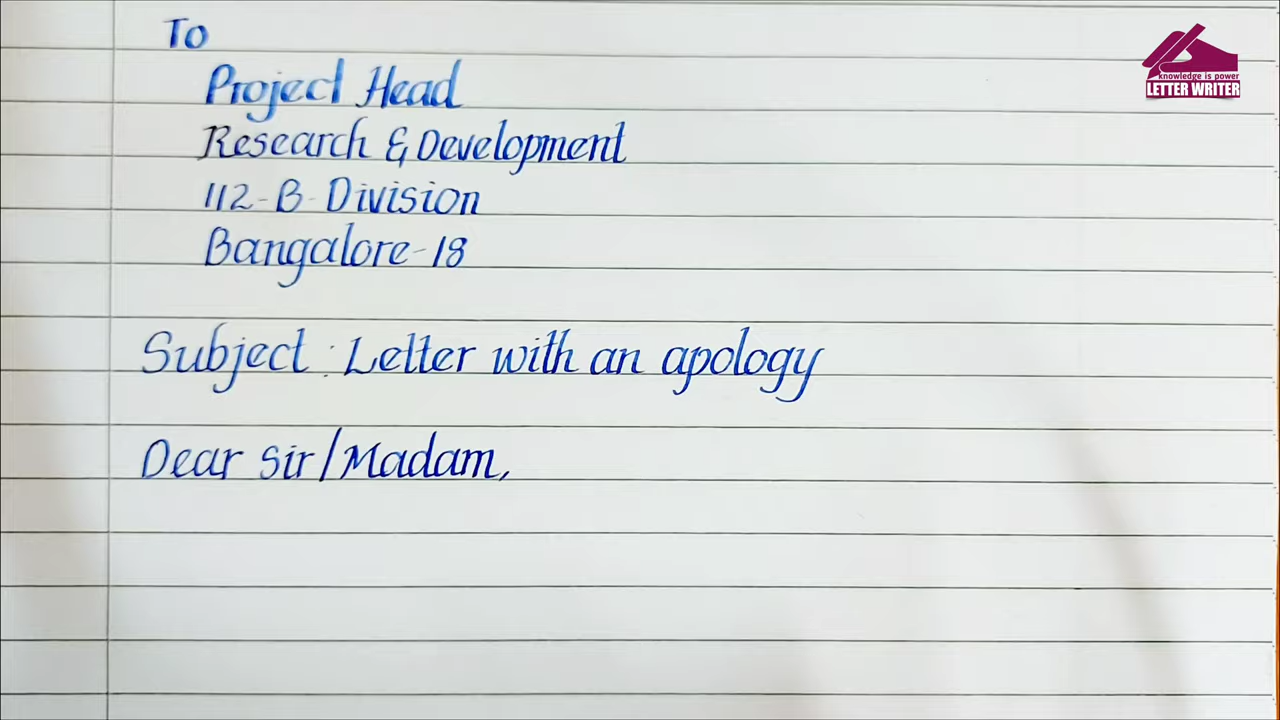 To
Project Head
Research & Development
112-B-Division
Bangalore-18
Subject: Letter with an apology
Dear Sir/Madam,
knowledge is power
LETTER WRITER